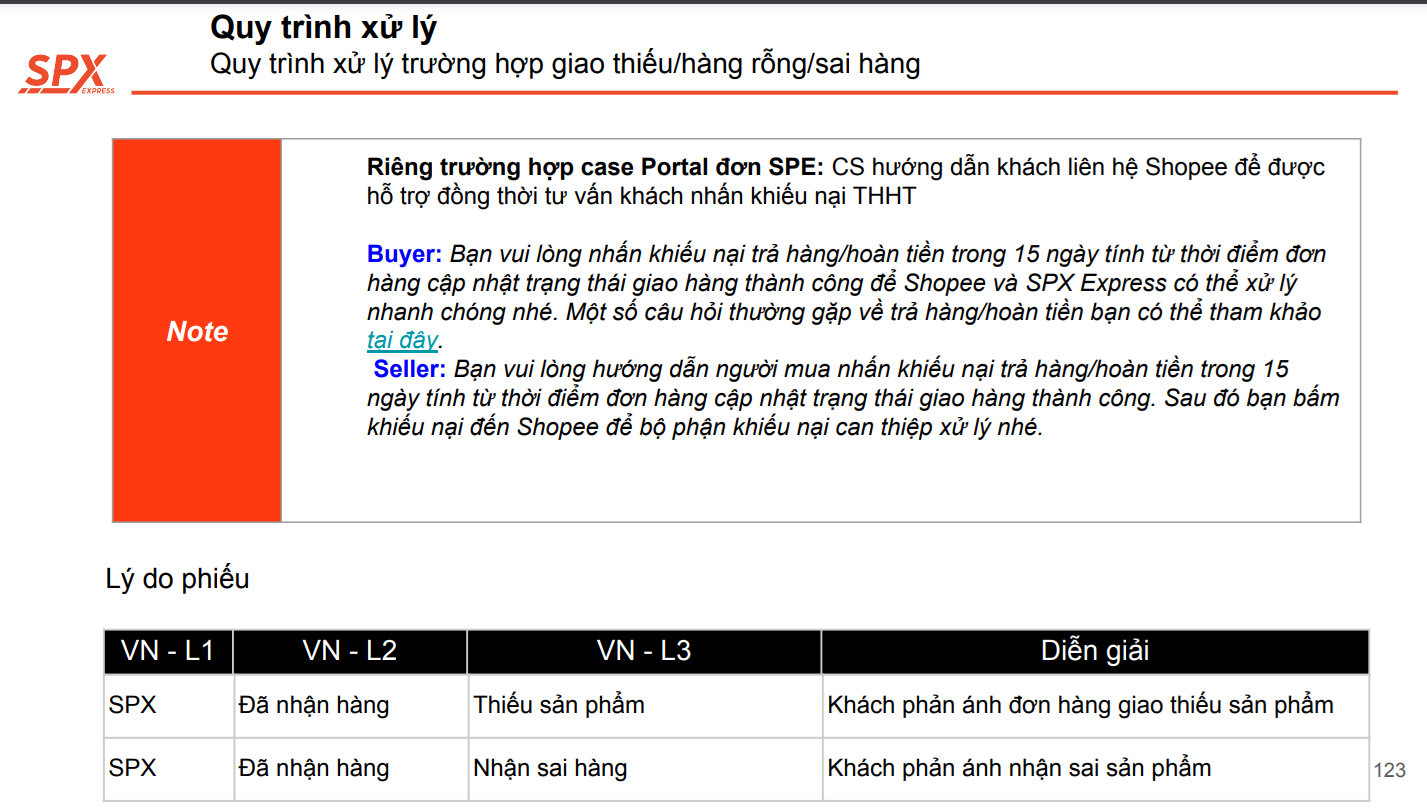 Quy trình xử lý
Quy trình xử lý trường hợp giao thiếu/hàng rỗng/sai hàng
SPX
EXPRESS
Note
Riêng trường hợp case Portal đơn SPE: CS hướng dẫn khách liên hệ Shopee để được
hỗ trợ đồng thời tư vấn khách nhấn khiếu nại THHT
Buyer: Bạn vui lòng nhấn khiếu nại trả hàng/hoàn tiền trong 15 ngày tính từ thời điểm đơn
hàng cập nhật trạng thái giao hàng thành công để Shopee và SPX Express có thể xử lý
nhanh chóng nhé. Một số câu hỏi thường gặp về trả hàng/hoàn tiền bạn có thể tham khảo
tại đây.
Seller: Bạn vui lòng hướng dẫn người mua nhấn khiếu nại trả hàng/hoàn tiền trong 15
ngày tính từ thời điểm đơn hàng cập nhật trạng thái giao hàng thành công. Sau đó bạn bấm
khiếu nại đến Shopee để bộ phận khiếu nại can thiệp xử lý nhé.
Lý do phiếu
VN - L1 VN - L2 VN - L3 Diễn giải
SPX Đã nhận hàng Thiếu sản phẩm Khách phản ánh đơn hàng giao thiếu sản phẩm
SPX Đã nhận hàng Nhận sai hàng Khách phản ánh nhận sai sản phẩm
123